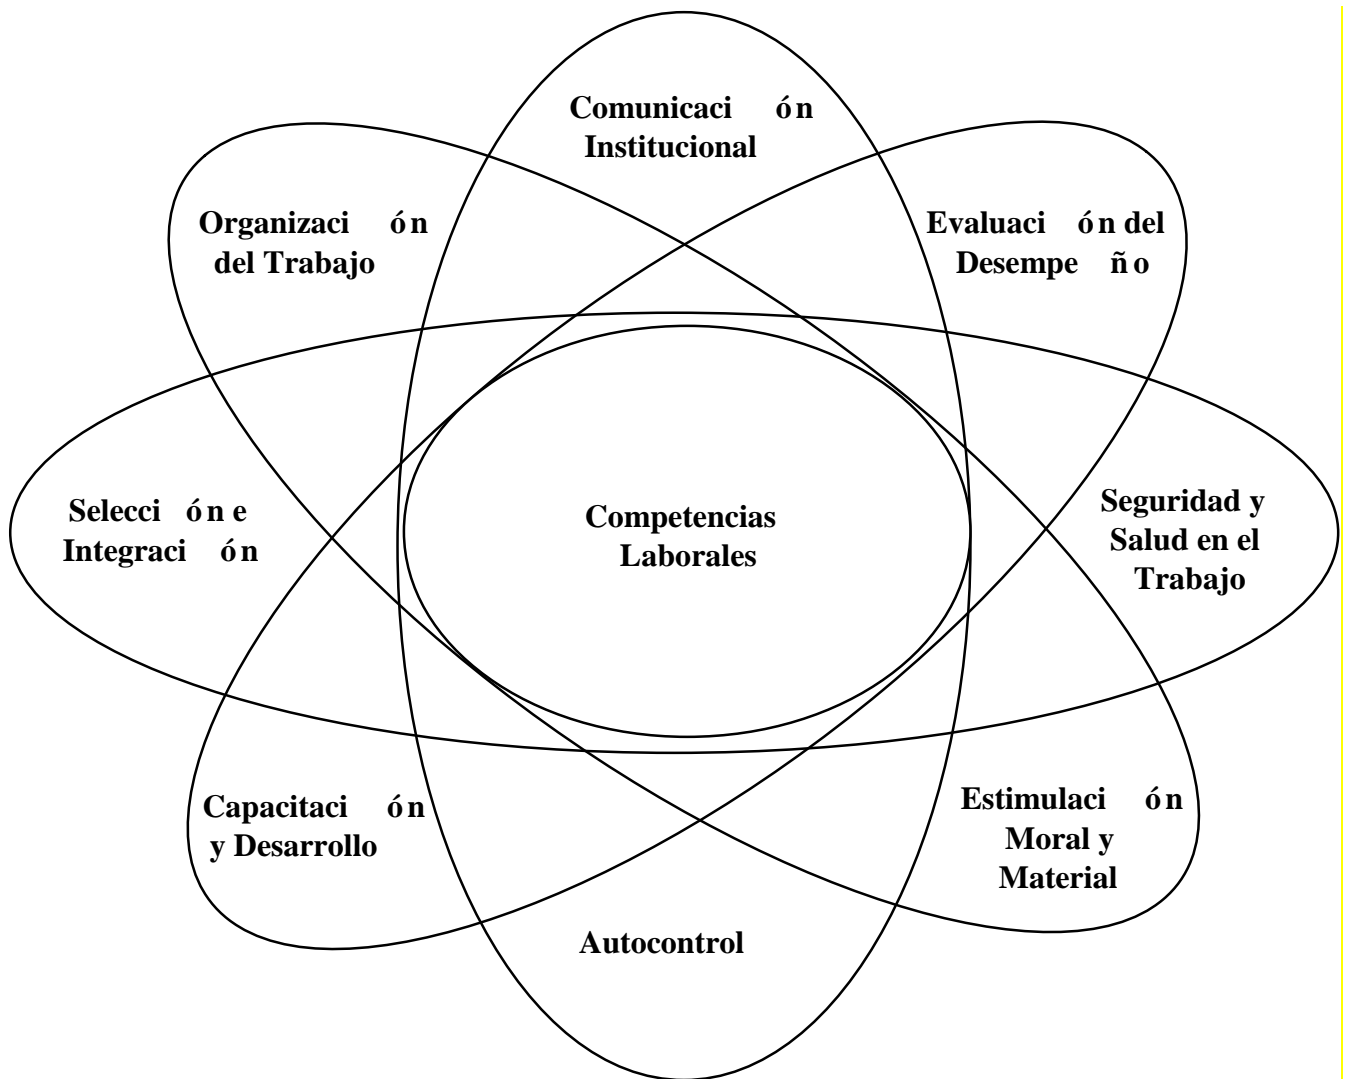 Comunicación
Institucional
Organización
del Trabajo
Evaluación del
Desempeño
Selección e
Integración
Competencias
Laborales
Seguridad y
Salud en el
Trabajo
Capacitación
y Desarrollo
Estimulación
Moral y
Material
Autocontrol